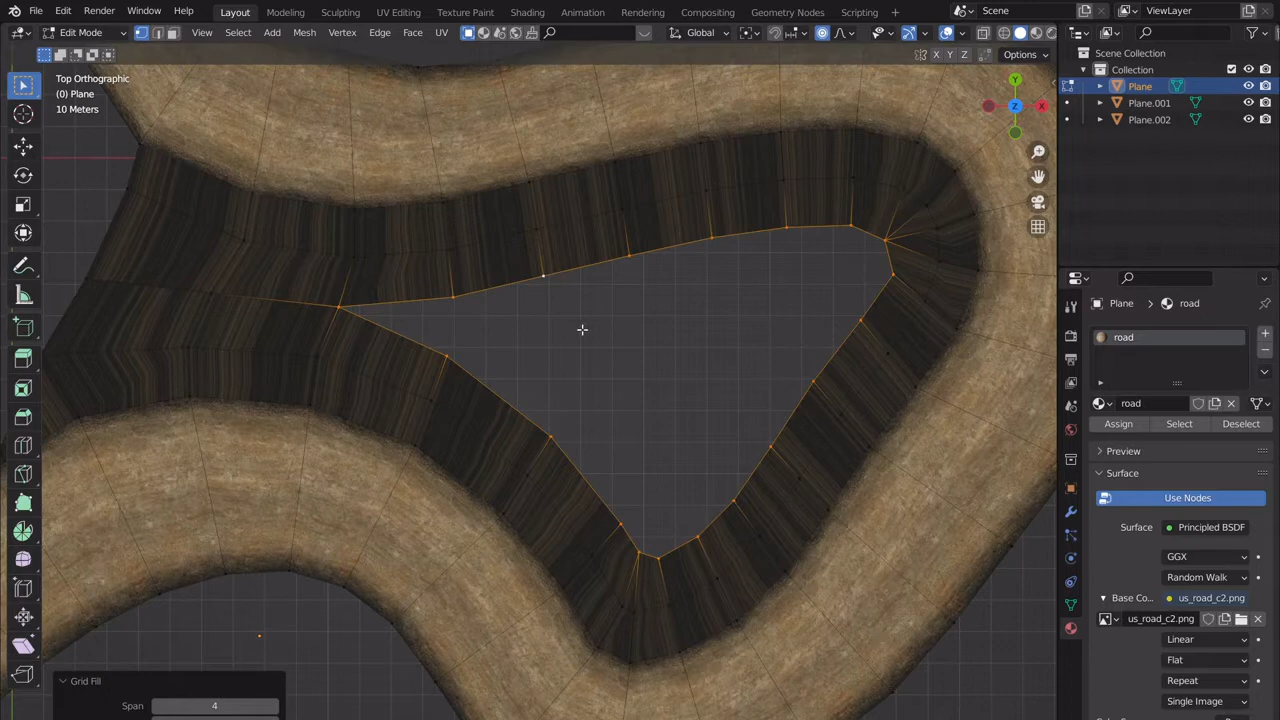 File Edit Render Window Help Layout Modeling Sculpting UV Editing Texture Paint Shading Animation Rendering Compositing Geometry Nodes Scripting + Scene ViewLayer
Edit Mode View Select Add Mesh Vertex Edge Face UV Global
X Y Z Options
Top Orthographic
(0) Plane
10 Meters
Y
X
Z
Scene Collection
Collection
Plane
Plane.001
Plane.002
Plane road
road
road
Assign Select Deselect
Preview
Surface
Use Nodes
Surface Principled BSDF
GGX
Random Walk
Base Co... us_road_c2.png
us_road_c2.png
Linear
Flat
Repeat
Single Image
Grid Fill
Span 4